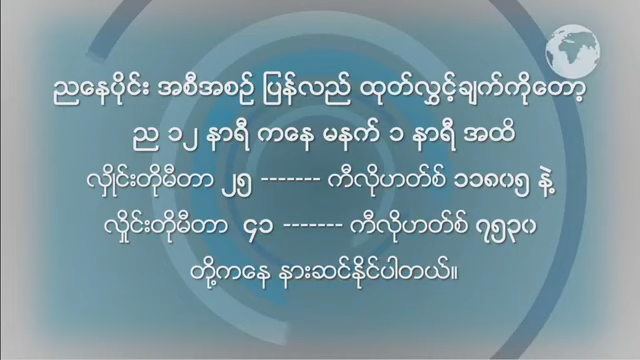 ညနေပိုင်း အစီအစဉ် ပြန်လည် ထုတ်လွှင့်ချက်ကိုတော့
ည ၁၂ နာရီ ကနေ မနက် ၁ နာရီ အထိ
လှိုင်းတိုမီတာ ၂၅ ------- ကီလိုဟတ်စ် ၁၁၈၀၅ နဲ့
လှိုင်းတိုမီတာ ၄၁ ------- ကီလိုဟတ်စ် ၇၅၃၀
တို့ကနေ နားဆင်နိုင်ပါတယ်။